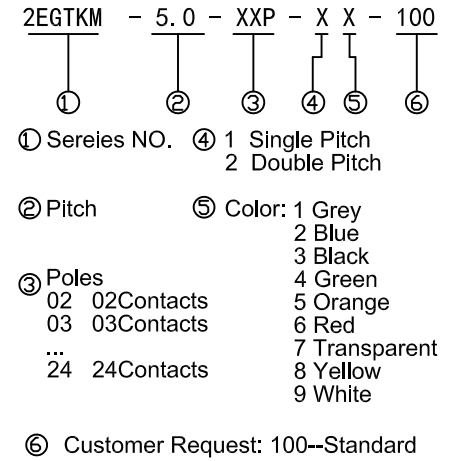 2EGTKM - 5.0 - XXP - X X - 100
① ② ③ ④ ⑤ ⑥
① Sereies NO.
④ 1 Single Pitch
2 Double Pitch
② Pitch
⑤ Color: 1 Grey
2 Blue
3 Black
4 Green
5 Orange
6 Red
7 Transparent
8 Yellow
9 White
③ Poles
02 02Contacts
03 03Contacts
...
24 24Contacts
⑥ Customer Request: 100--Standard